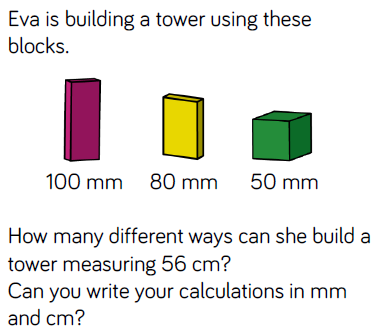 Eva is building a tower using these
blocks.
100 mm 80 mm 50 mm
How many different ways can she build a
tower measuring 56 cm?
Can you write your calculations in mm
and cm?